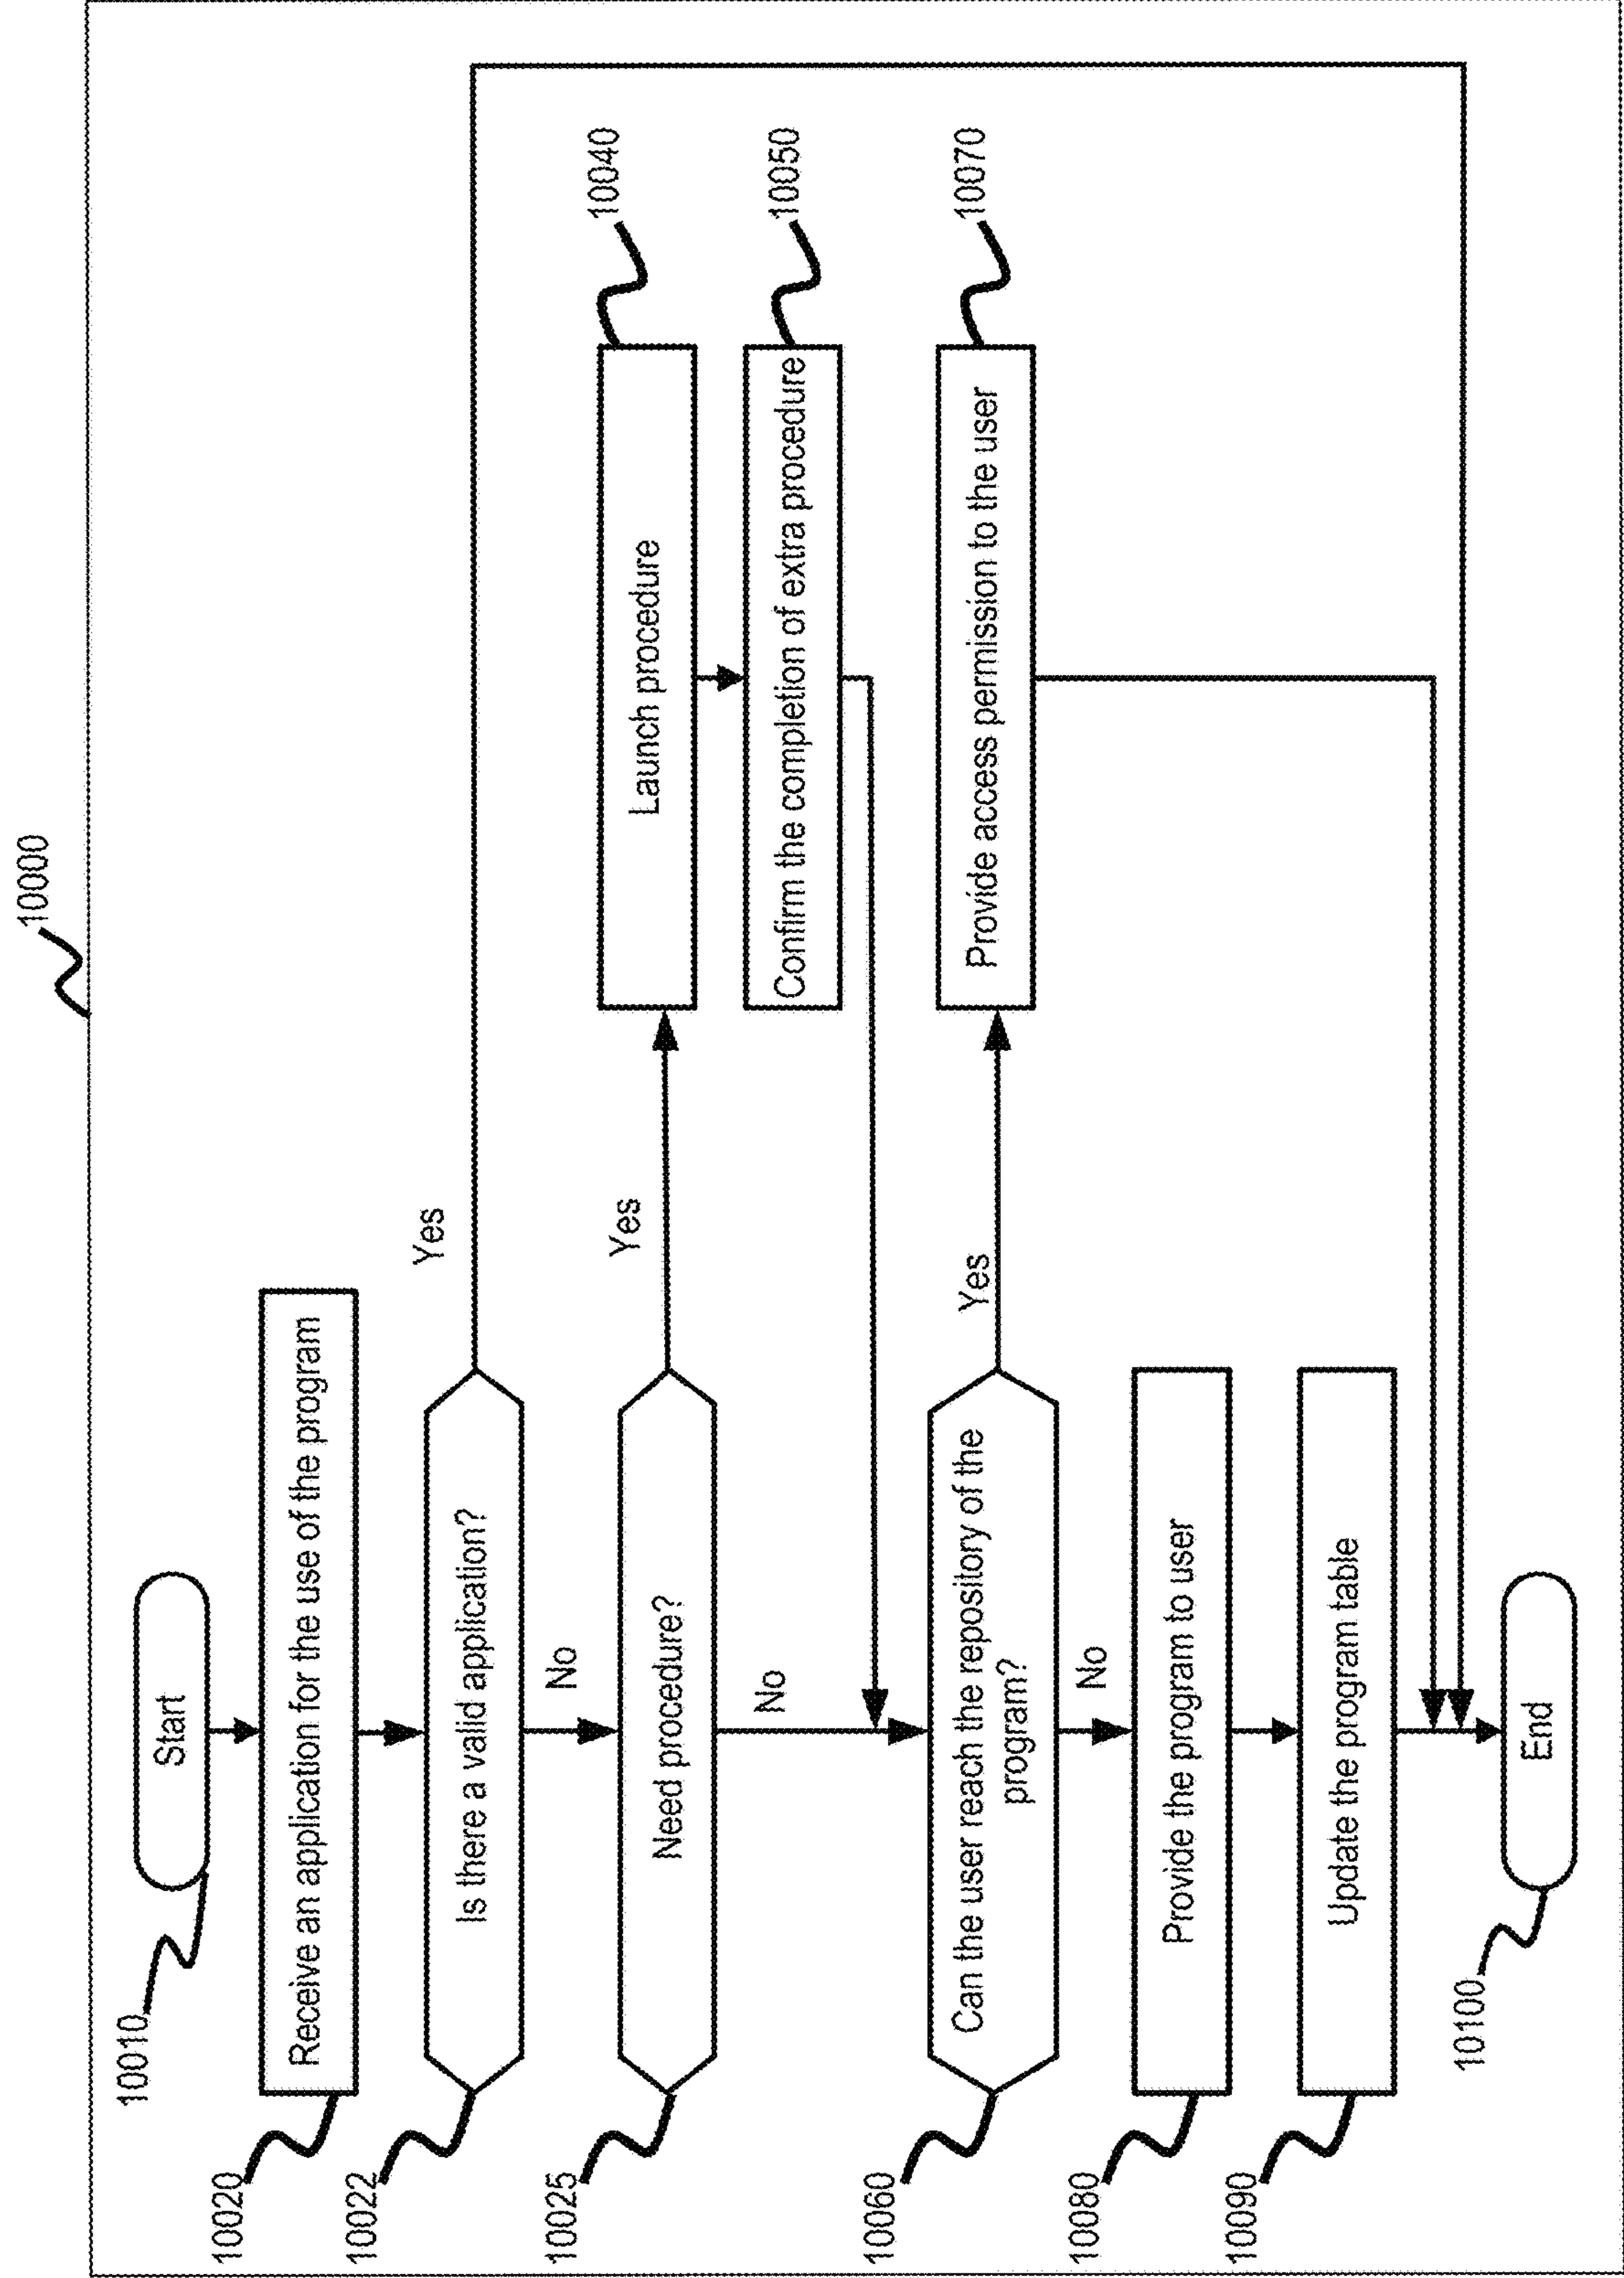 10000
Start
10010
Receive an application for the use of the program
10020
Is there a valid application?
10022
Yes
No
Need procedure?
10025
Yes
No
Launch procedure
10040
Confirm the completion of extra procedure
10050
Can the user reach the repository of the
program?
10060
Yes
No
Provide access permission to the user
10070
Provide the program to user
10080
Update the program table
10090
End
10100